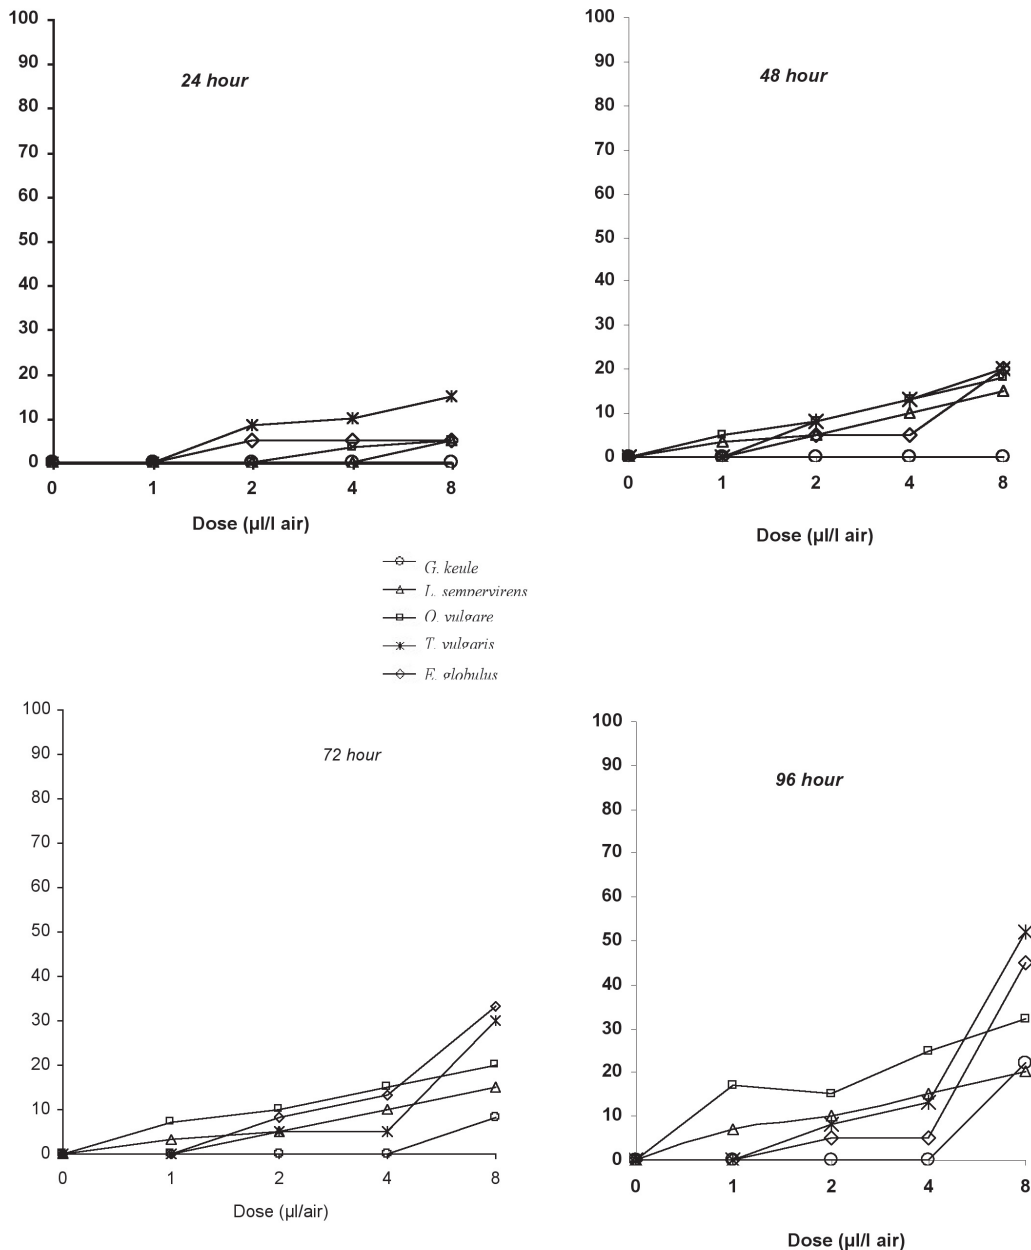 24 hour
100
90
80
70
60
50
40
30
20
10
0
0 1 2 4 8
Dose (µl/l air)
48 hour
100
90
80
70
60
50
40
30
20
10
0
0 1 2 4 8
Dose (µl/l air)
G. keule
L. sempervirens
O. vulgare
T. vulgaris
E. globulus
72 hour
100
90
80
70
60
50
40
30
20
10
0
0 1 2 4 8
Dose (µl/air)
96 hour
100
90
80
70
60
50
40
30
20
10
0
0 1 2 4 8
Dose (µl/l air)